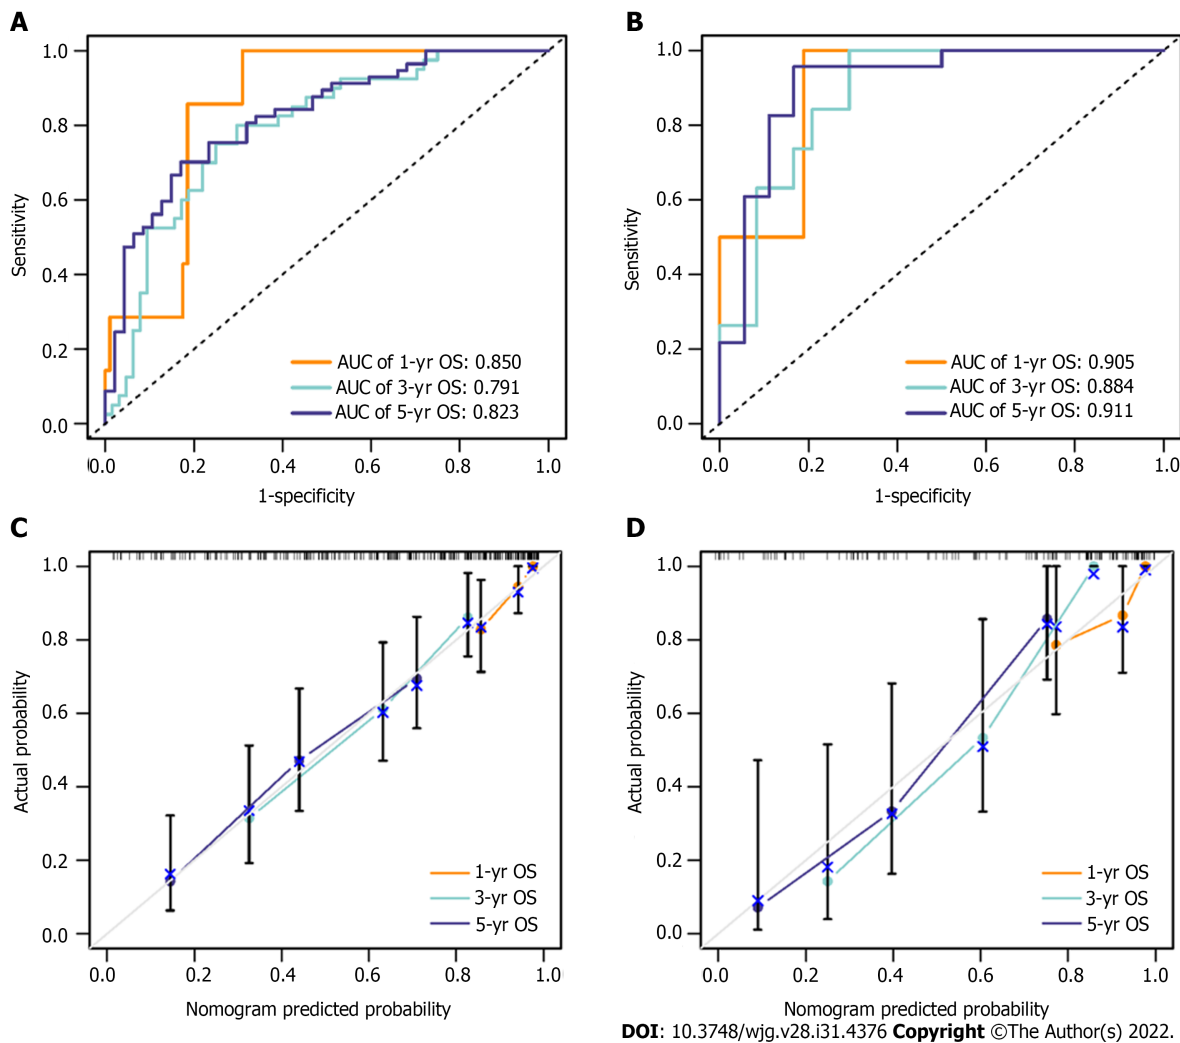 A
1.0
0.8
0.6
0.4
0.2
0.0
Sensitivity
AUC of 1-yr OS: 0.850
AUC of 3-yr OS: 0.791
AUC of 5-yr OS: 0.823
0.0 0.2 0.4 0.6 0.8 1.0
1-specificity
B
1.0
0.8
0.6
0.4
0.2
0.0
Sensitivity
AUC of 1-yr OS: 0.905
AUC of 3-yr OS: 0.884
AUC of 5-yr OS: 0.911
0.0 0.2 0.4 0.6 0.8 1.0
1-specificity
C
1.0
0.8
0.6
0.4
0.2
0.0
Actual probability
1-yr OS
3-yr OS
5-yr OS
0.0 0.2 0.4 0.6 0.8 1.0
Nomogram predicted probability
D
1.0
0.8
0.6
0.4
0.2
0.0
Actual probability
1-yr OS
3-yr OS
5-yr OS
0.0 0.2 0.4 0.6 0.8 1.0
Nomogram predicted probability
DOI: 10.3748/wjg.v28.i31.4376 Copyright ©The Author(s) 2022.